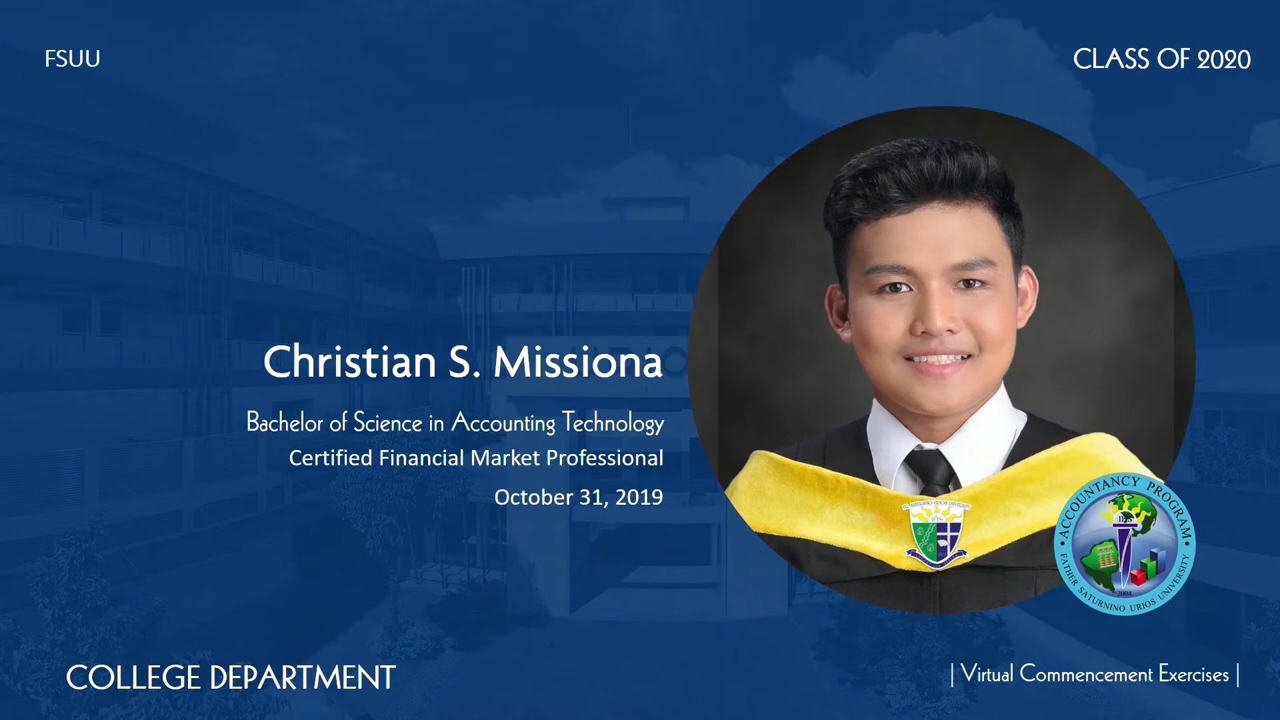 FSUU
CLASS OF 2020
Christian S. Missiona
Bachelor of Science in Accounting Technology
Certified Financial Market Professional
October 31, 2019
ACCOUNTANCY PROGRAM
FATHER SATURNINO URIOS UNIVERSITY
2004
COLLEGE DEPARTMENT
| Virtual Commencement Exercises |